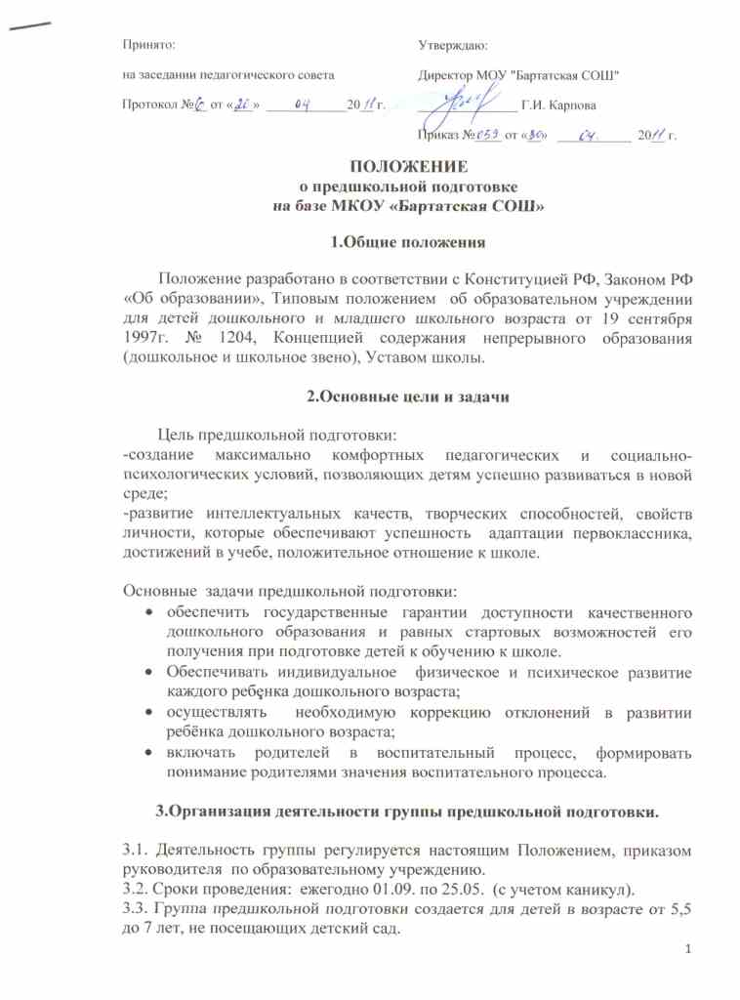 Принято: Утверждаю:
на заседании педагогического совета Директор МОУ "Бартатская СОШ"
Протокол №6 от «20» 04 2011 г. Г.И. Карпова
Приказ №059 от «30» 04. 2011 г.
ПОЛОЖЕНИЕ
о предшкольной подготовке
на базе МКОУ «Бартатская СОШ»
1.Общие положения
Положение разработано в соответствии с Конституцией РФ, Законом РФ
«Об образовании», Типовым положением об образовательном учреждении
для детей дошкольного и младшего школьного возраста от 19 сентября
1997г. № 1204, Концепцией содержания непрерывного образования
(дошкольное и школьное звено), Уставом школы.
2.Основные цели и задачи
Цель предшкольной подготовки:
-создание максимально комфортных педагогических и социально-
психологических условий, позволяющих детям успешно развиваться в новой
среде;
-развитие интеллектуальных качеств, творческих способностей, свойств
личности, которые обеспечивают успешность адаптации первоклассника,
достижений в учебе, положительное отношение к школе.
Основные задачи предшкольной подготовки:
• обеспечить государственные гарантии доступности качественного
дошкольного образования и равных стартовых возможностей его
получения при подготовке детей к обучению к школе.
• Обеспечивать индивидуальное физическое и психическое развитие
каждого ребёнка дошкольного возраста;
• осуществлять необходимую коррекцию отклонений в развитии
ребёнка дошкольного возраста;
• включать родителей в воспитательный процесс, формировать
понимание родителями значения воспитательного процесса.
3.Организация деятельности группы предшкольной подготовки.
3.1. Деятельность группы регулируется настоящим Положением, приказом
руководителя по образовательному учреждению.
3.2. Сроки проведения: ежегодно 01.09. по 25.05. (с учетом каникул).
3.3. Группа предшкольной подготовки создается для детей в возрасте от 5,5
до 7 лет, не посещающих детский сад.
1